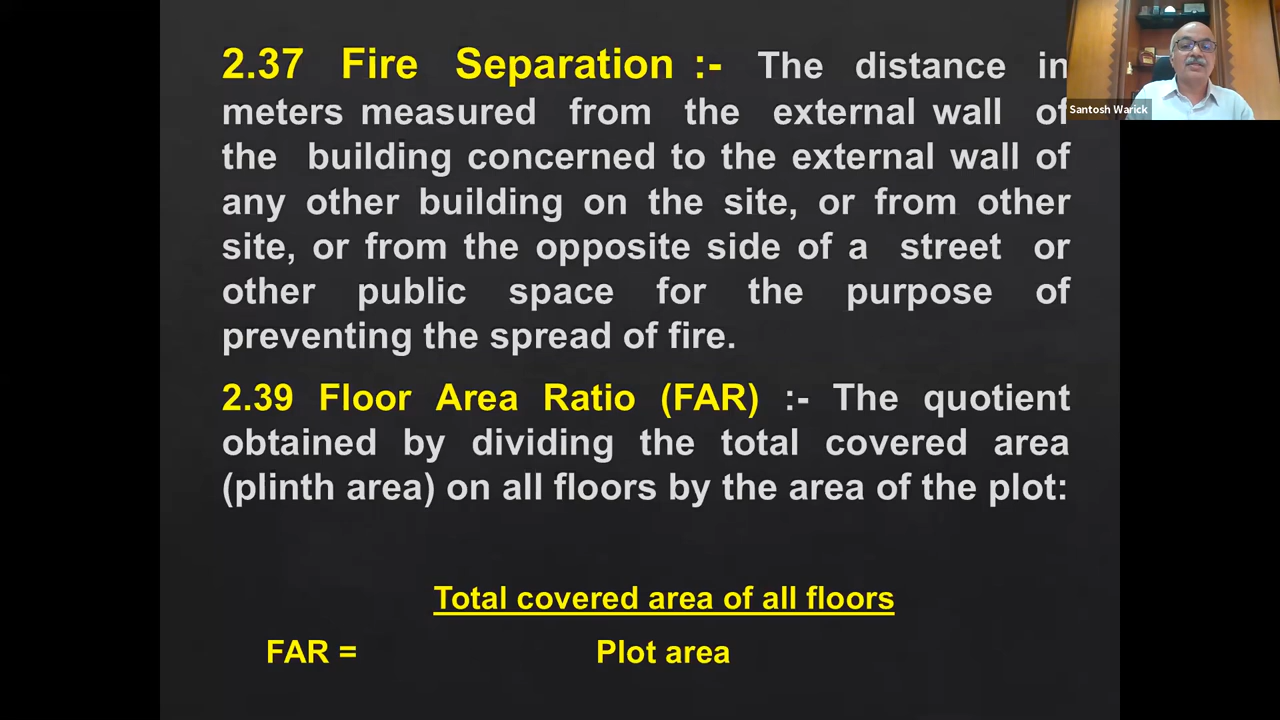 2.37 Fire Separation :- The distance in
meters measured from the external wall of
the building concerned to the external wall of
any other building on the site, or from other
site, or from the opposite side of a street or
other public space for the purpose of
preventing the spread of fire.
2.39 Floor Area Ratio (FAR) :- The quotient
obtained by dividing the total covered area
(plinth area) on all floors by the area of the plot:
Total covered area of all floors
FAR = Plot area
Santosh Warick